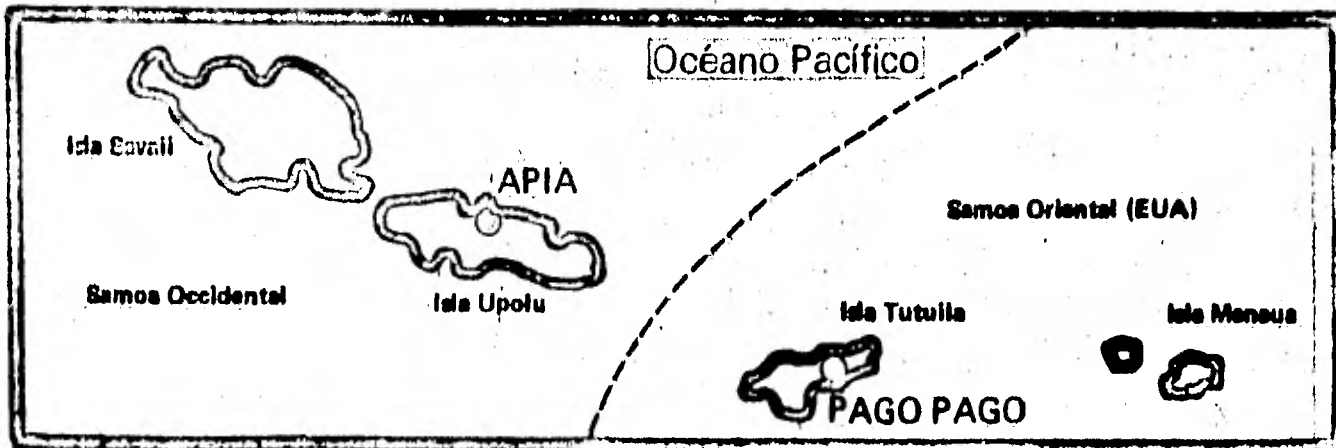 Océano Pacífico
Isla Savaii
APIA
Samoa Oriental (EUA)
Samoa Occidental
Isla Upolu
Isla Tutuila
Isla Manaua
PAGO PAGO